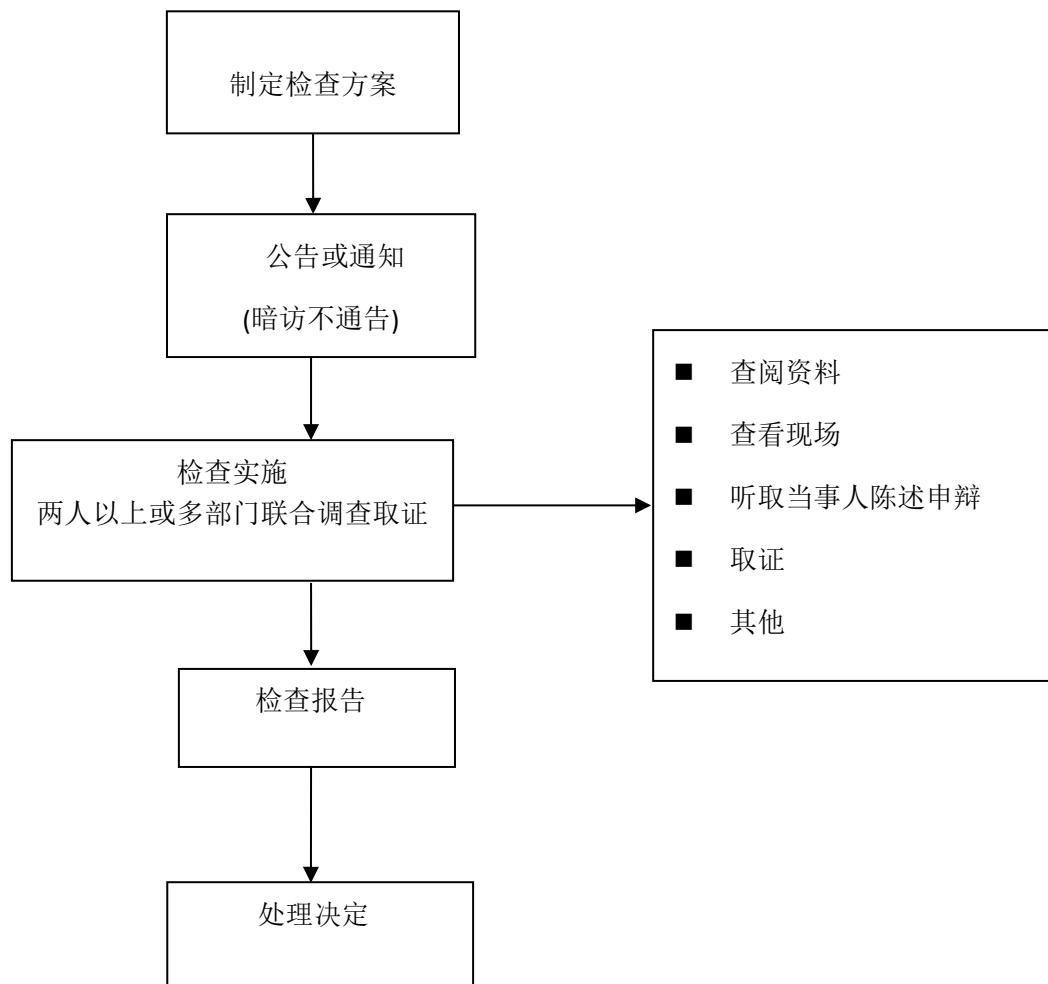 制定检查方案
公告或通知
(暗访不通告)
检查实施
两人以上或多部门联合调查取证
■ 查阅资料
■ 查看现场
■ 听取当事人陈述申辩
■ 取证
■ 其他
检查报告
处理决定